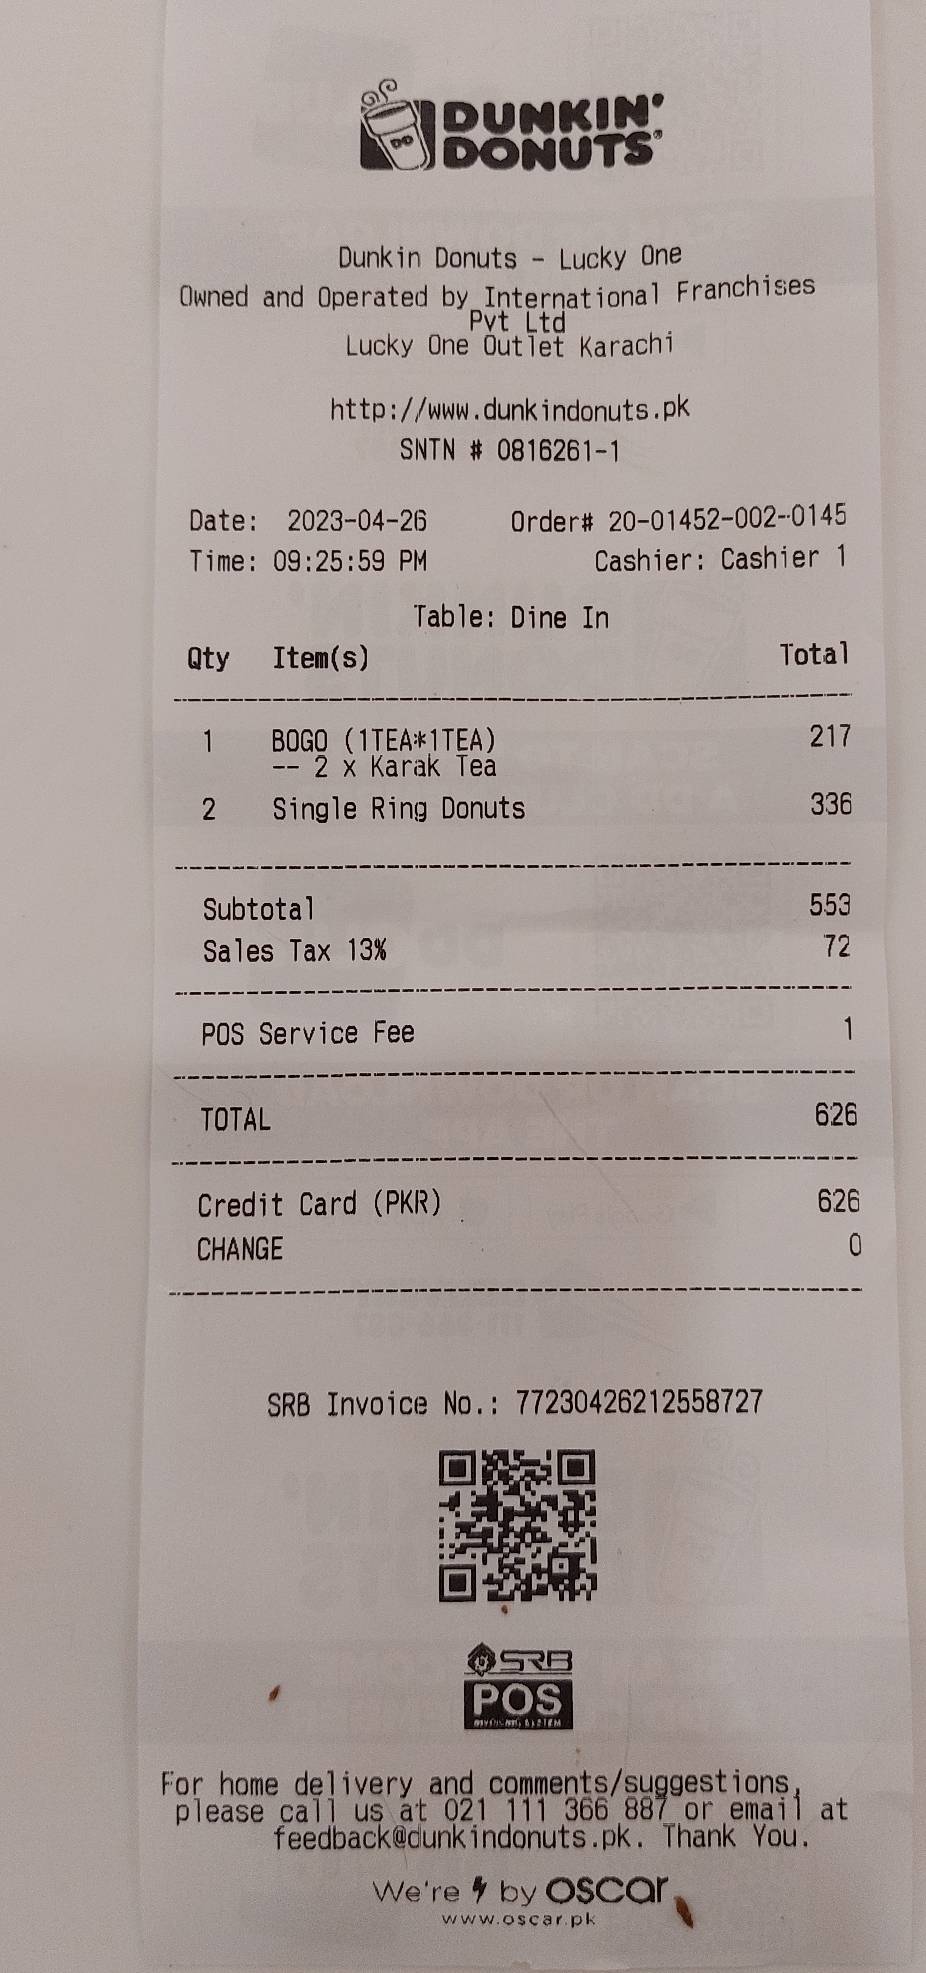 DUNKIN'
DONUTS®
DD
Dunkin Donuts - Lucky One
Owned and Operated by International Franchises
Pvt Ltd
Lucky One Outlet Karachi
http://www.dunkindonuts.pk
SNTN # 0816261-1
Date: 2023-04-26 Order# 20-01452-002-0145
Time: 09:25:59 PM Cashier: Cashier 1
Table: Dine In
Qty Item(s) Total
1 BOGO (1TEA*1TEA) 217
-- 2 x Karak Tea
2 Single Ring Donuts 336
Subtotal 553
Sales Tax 13% 72
POS Service Fee 1
TOTAL 626
Credit Card (PKR) 626
CHANGE 0
SRB Invoice No.: 77230426212558727
SRB
POS
INVOICING SYSTEM
For home delivery and comments/suggestions,
please call us at 021 111 366 887 or email at
feedback@dunkindonuts.pk. Thank You.
We're by oscar
www.oscar.pk